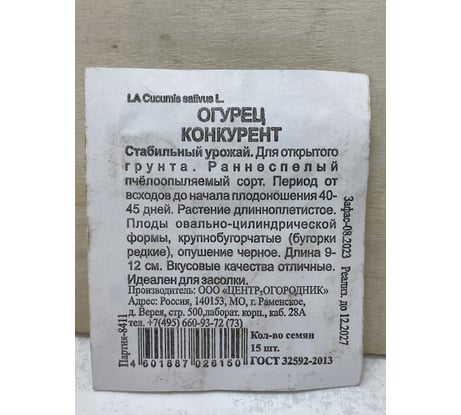 LA Cucumis sativus L.
ОГУРЕЦ
КОНКУРЕНТ
Стабильный урожай. Для открытого
грунта. Раннеспелый
пчёлоопыляемый сорт. Период от
всходов до начала плодоношения 40-
45 дней. Растение длинноплетистое.
Плоды овально-цилиндрической
формы, крупнобугорчатые (бугорки
редкие), опушение черное. Длина 9-
12 см. Вкусовые качества отличные.
Идеален для засолки.
Производитель: ООО «ЦЕНТР-ОГОРОДНИК»
Адрес: Россия, 140153, МО, г. Раменское,
д. Верея, стр. 500,лаборат. корп., каб. 28А
тел. +7(495) 660-93-72 (73)
Кол-во семян
15 шт.
ГОСТ 32592-2013
4 601887 026150
Партия-8411
Зафас-08.2023 Реализ. до 12.2027